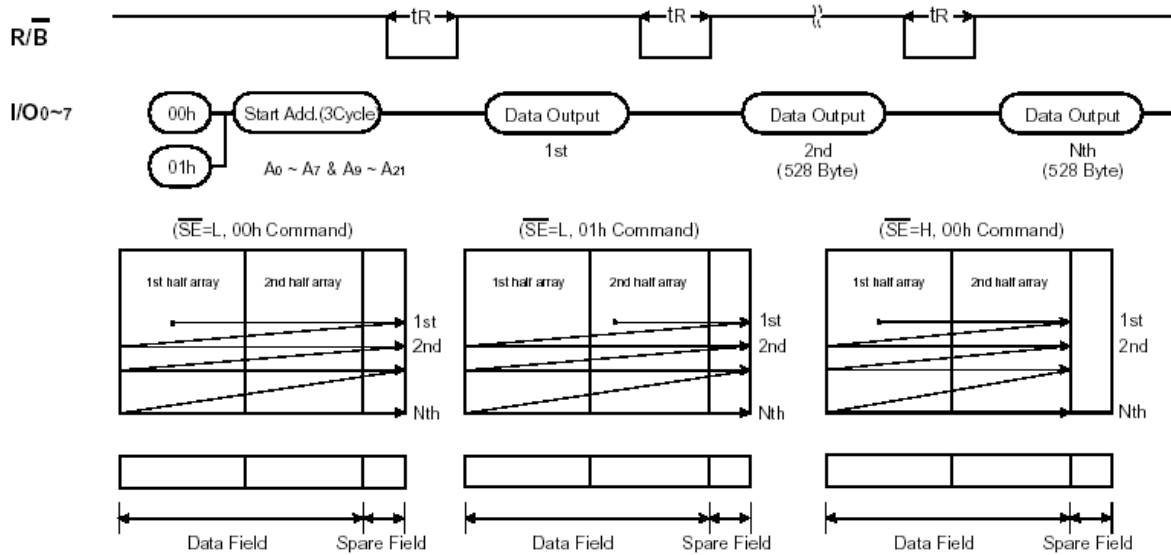 R/B
tR tR tR
I/O0~7
00h Start Add.(3Cycle) Data Output Data Output Data Output
01h
A0 ~ A7 & A9 ~ A21
1st
2nd
(528 Byte)
Nth
(528 Byte)
(SE=L, 00h Command)
1st half array 2nd half array
1st
2nd
Nth
Data Field Spare Field
(SE=L, 01h Command)
1st half array 2nd half array
1st
2nd
Nth
Data Field Spare Field
(SE=H, 00h Command)
1st half array 2nd half array
1st
2nd
Nth
Data Field Spare Field